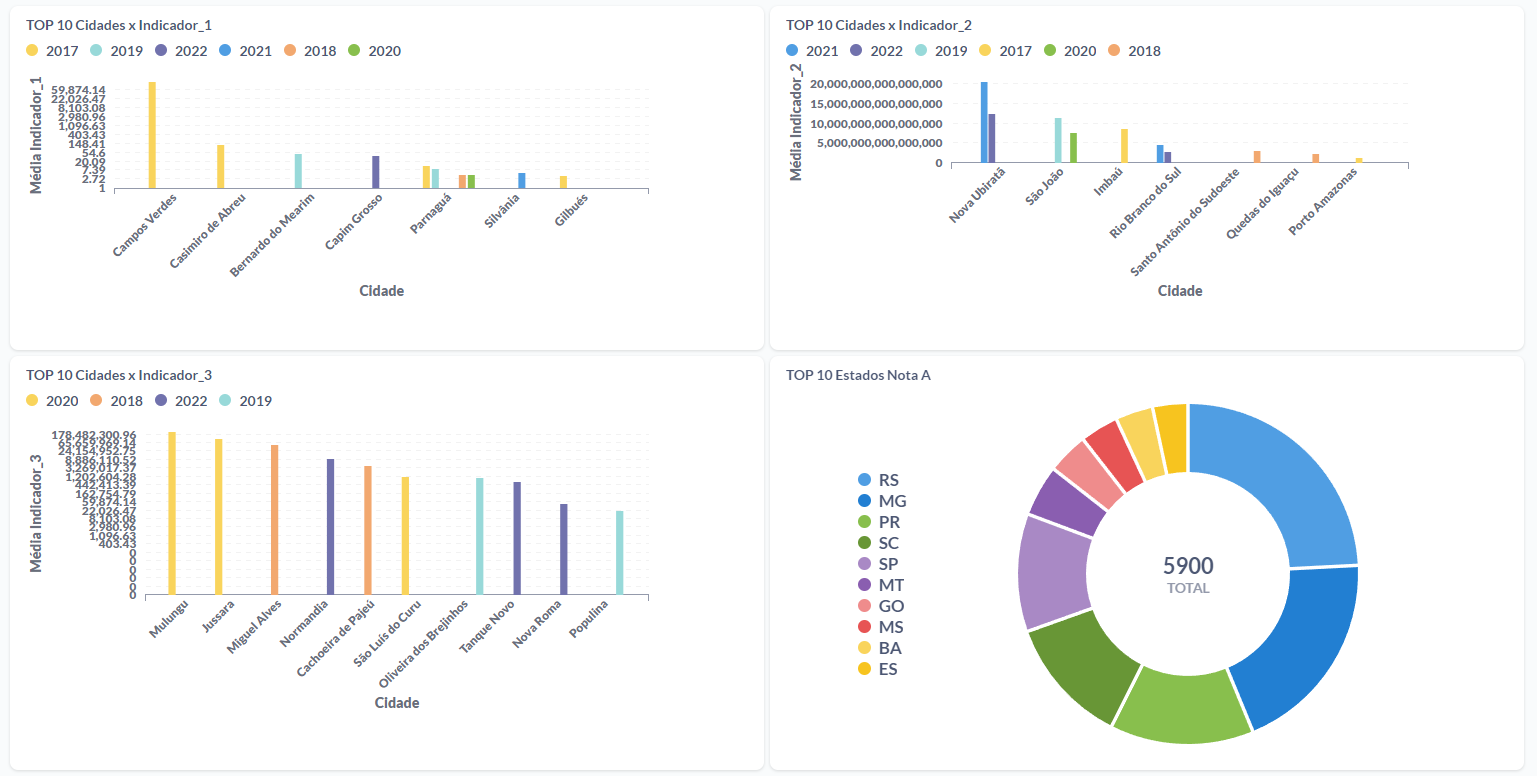 TOP 10 Cidades x Indicador_1
2017 2019 2022 2021 2018 2020
Média Indicador_1
59,874.14
22,026.47
8,103.08
2,980.96
1,096.63
403.43
148.41
54.6
20.09
7.39
2.72
1
Campos Verdes
Casimiro de Abreu
Bernardo do Mearim
Capim Grosso
Parnaguá
Silvânia
Gilbués
Cidade
TOP 10 Cidades x Indicador_2
2021 2022 2019 2017 2020 2018
Média Indicador_2
20,000,000,000,000,000
15,000,000,000,000,000
10,000,000,000,000,000
5,000,000,000,000,000
0
Nova Ubiratã
São João
Imbaú
Rio Branco do Sul
Santo Antônio do Sudoeste
Quedas do Iguaçu
Porto Amazonas
Cidade
TOP 10 Cidades x Indicador_3
2020 2018 2022 2019
Média Indicador_3
178,482,300.96
65,659,969.14
24,154,952.75
8,886,110.52
3,269,017.37
1,202,604.28
442,413.39
162,754.79
59,874.14
22,026.47
8,103.08
2,980.96
1,096.63
403.43
0
0
0
0
0
0
Mulungu
Jussara
Miguel Alves
Normandia
Cachoeira de Pajeú
São Luís do Curu
Oliveira dos Brejinhos
Tanque Novo
Nova Roma
Populina
Cidade
TOP 10 Estados Nota A
RS
MG
PR
SC
SP
MT
GO
MS
BA
ES
5900
TOTAL